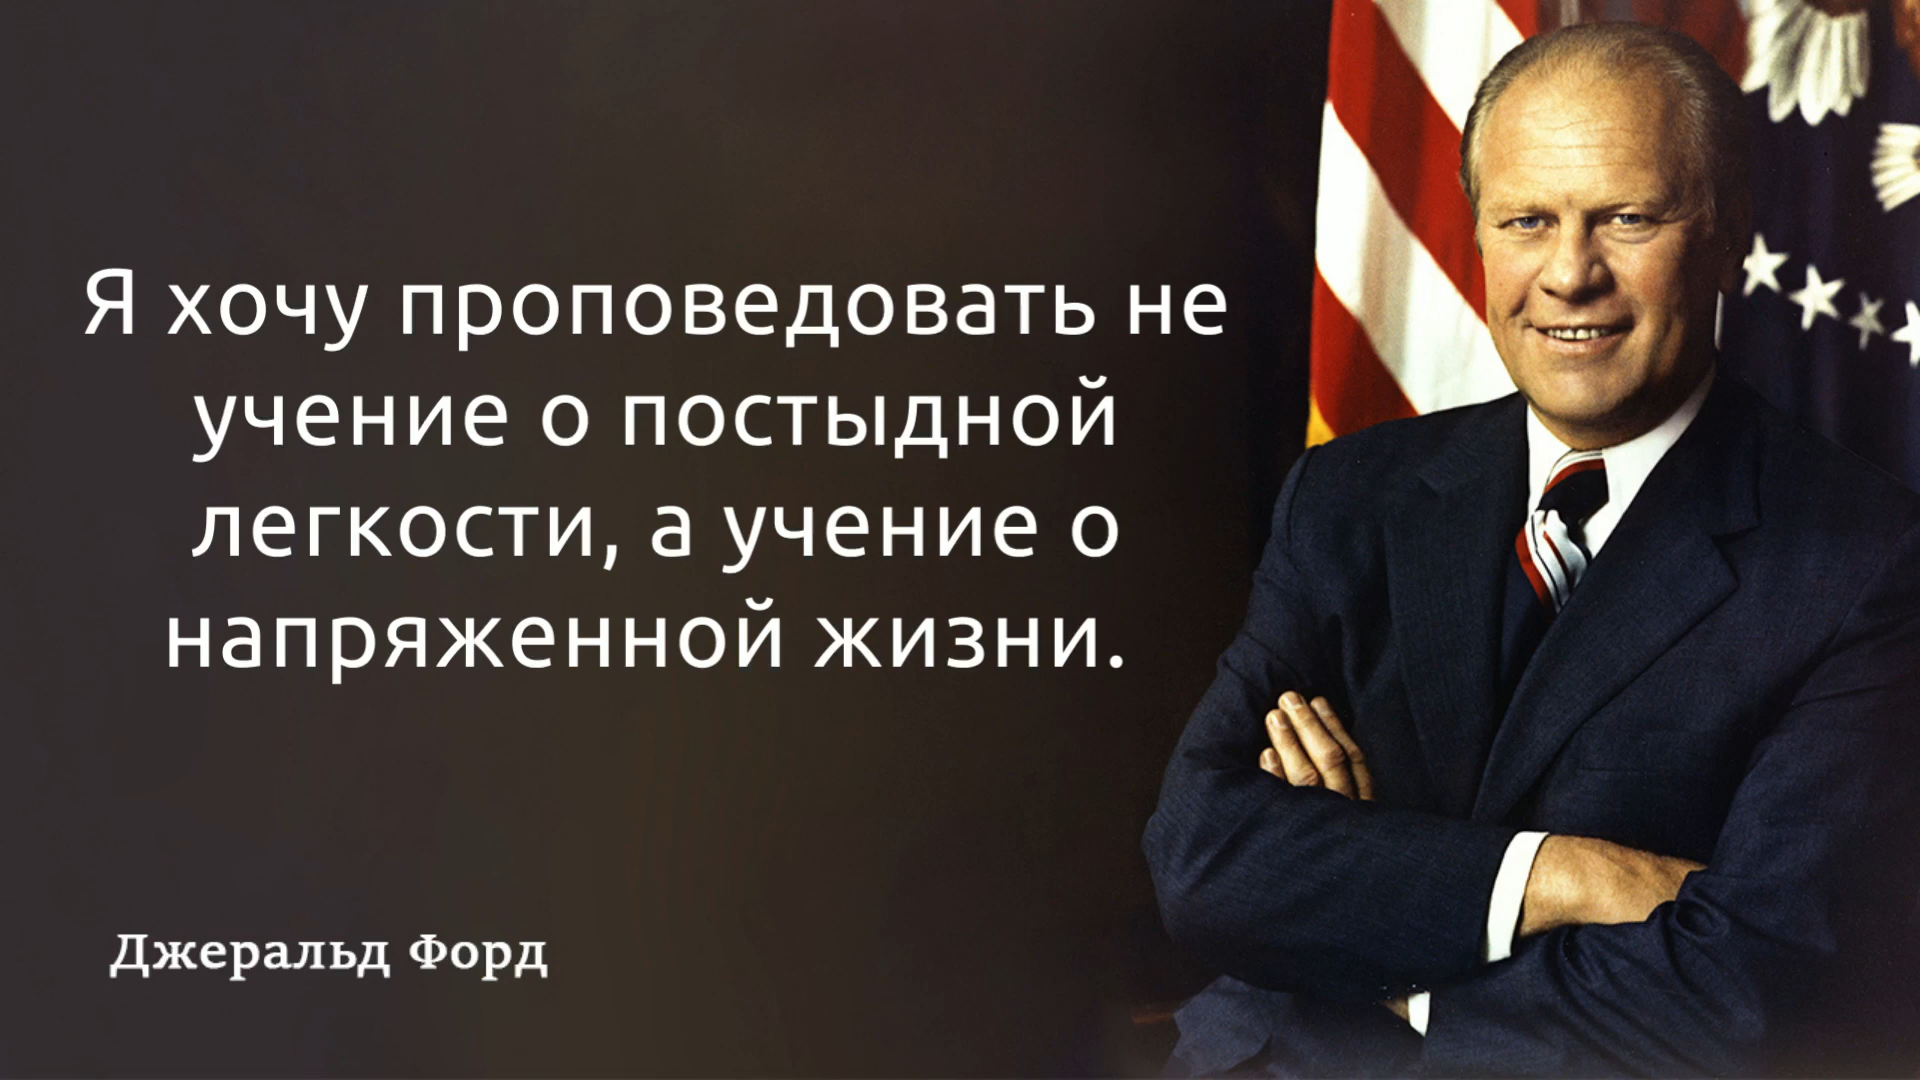 Я хочу проповедовать не
учение о постыдной
легкости, а учение о
напряженной жизни.
Джеральд Форд